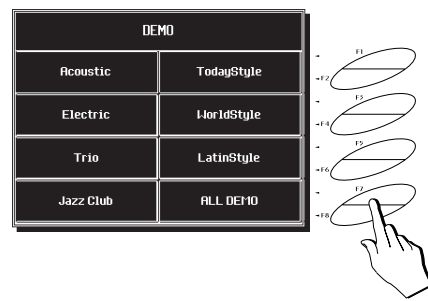 DEMO
Acoustic TodayStyle
Electric WorldStyle
Trio LatinStyle
Jazz Club ALL DEMO
F1
F2
F3
F4
F5
F6
F7
F8